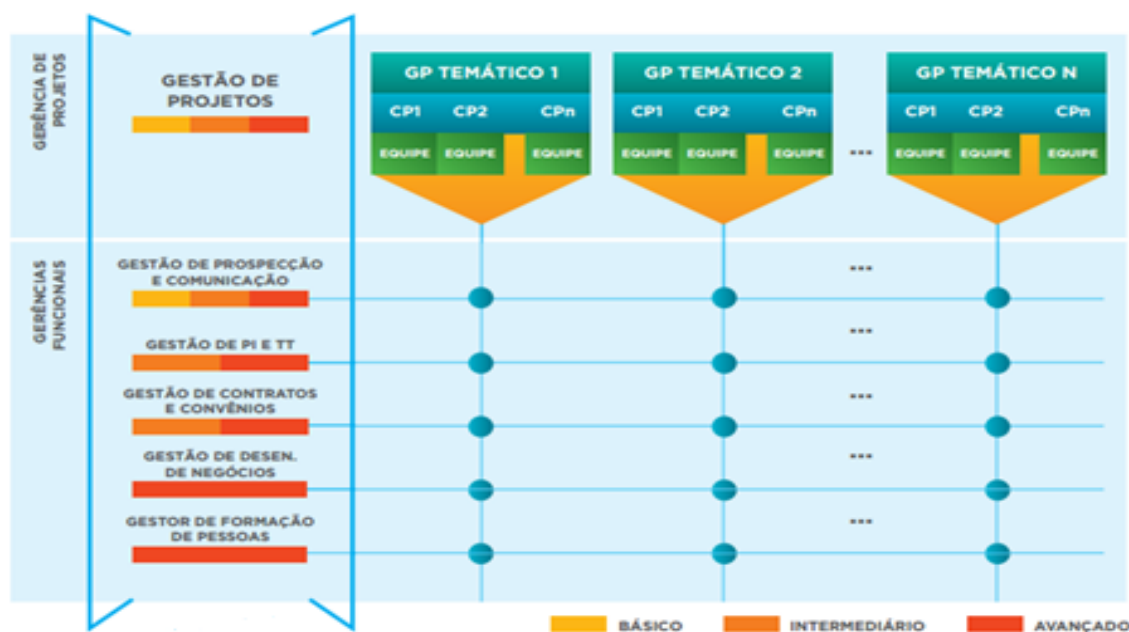 GERÊNCIA DE
PROJETOS
GESTÃO DE
PROJETOS
GP TEMÁTICO 1
CP1 CP2 CPn
EQUIPE EQUIPE EQUIPE
GP TEMÁTICO 2
CP1 CP2 CPn
EQUIPE EQUIPE EQUIPE
...
GP TEMÁTICO N
CP1 CP2 CPn
EQUIPE EQUIPE EQUIPE
GERÊNCIAS
FUNCIONAIS
GESTÃO DE PROSPECÇÃO
E COMUNICAÇÃO
...
GESTÃO DE PI E TT
...
GESTÃO DE CONTRATOS
E CONVÊNIOS
...
GESTÃO DE DESEN.
DE NEGÓCIOS
...
GESTOR DE FORMAÇÃO
DE PESSOAS
...
BÁSICO INTERMEDIÁRIO AVANÇADO